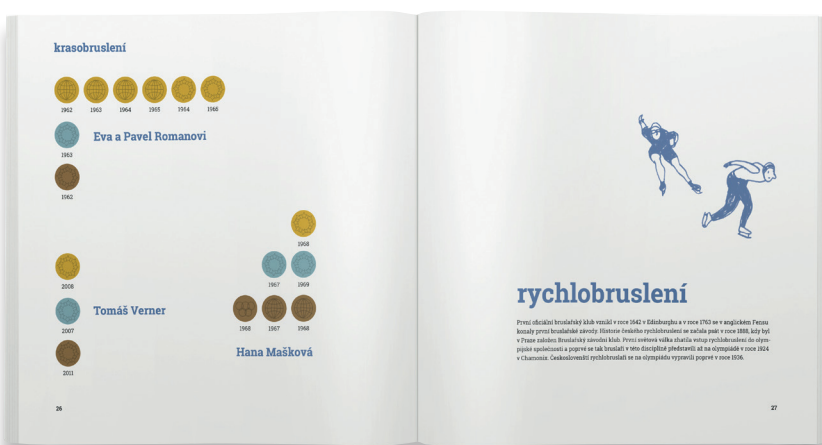 krasobruslení
1962 1963 1964 1965 1964 1966
1963
Eva a Pavel Romanovi
1962
1968
2008
1967 1969
2007
Tomáš Verner
1968 1967 1968
2011
Hana Mašková
26
rychlobruslení
První oficiální bruslařský klub vznikl v roce 1642 v Edinburghu a v roce 1763 se v anglickém Fensu
konaly první bruslařské závody. Historie českého rychlobruslení se začala psát v roce 1888, kdy byl
v Praze založen Bruslařský závodní klub. První světová válka zhatila vstup rychlobruslení do olym-
pijské společnosti a poprvé se tak bruslaři v této disciplíně představili až na olympiádě v roce 1924
v Chamonix. Českoslovenští rychlobruslaři se na olympiádu vypravili poprvé v roce 1936.
27